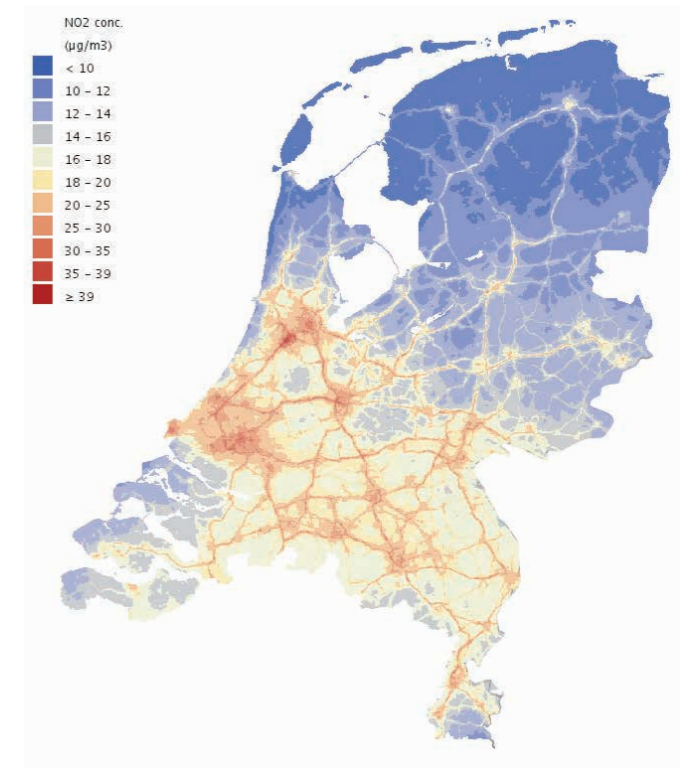 NO2 conc.
(µg/m3)
< 10
10 – 12
12 – 14
14 – 16
16 – 18
18 – 20
20 – 25
25 – 30
30 – 35
35 – 39
≥ 39